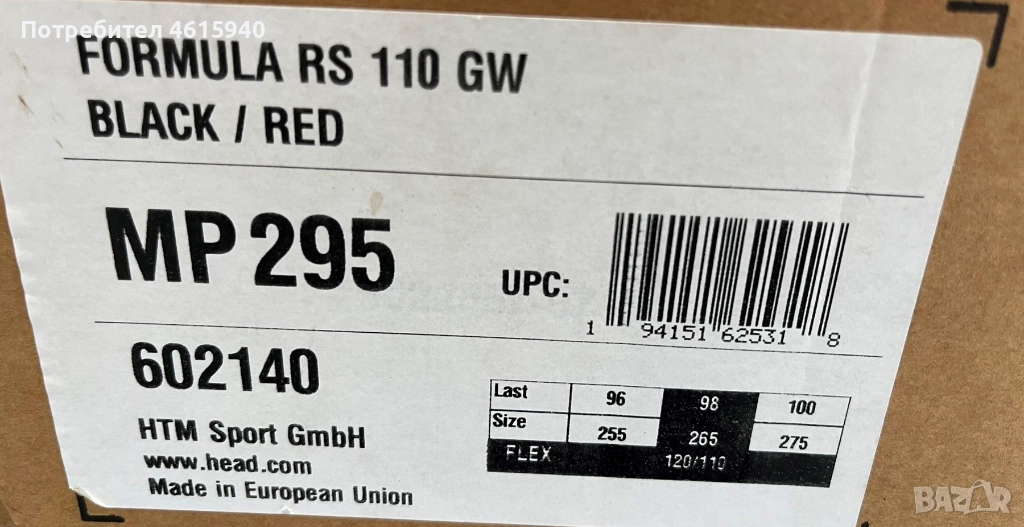 Потребител 4615940
FORMULA RS 110 GW
BLACK / RED
MP 295
UPC:
1 94151 62531 8
602140
HTM Sport GmbH
www.head.com
Made in European Union
Last 96 98 100
Size 255 265 275
FLEX 120/110
BAZAR